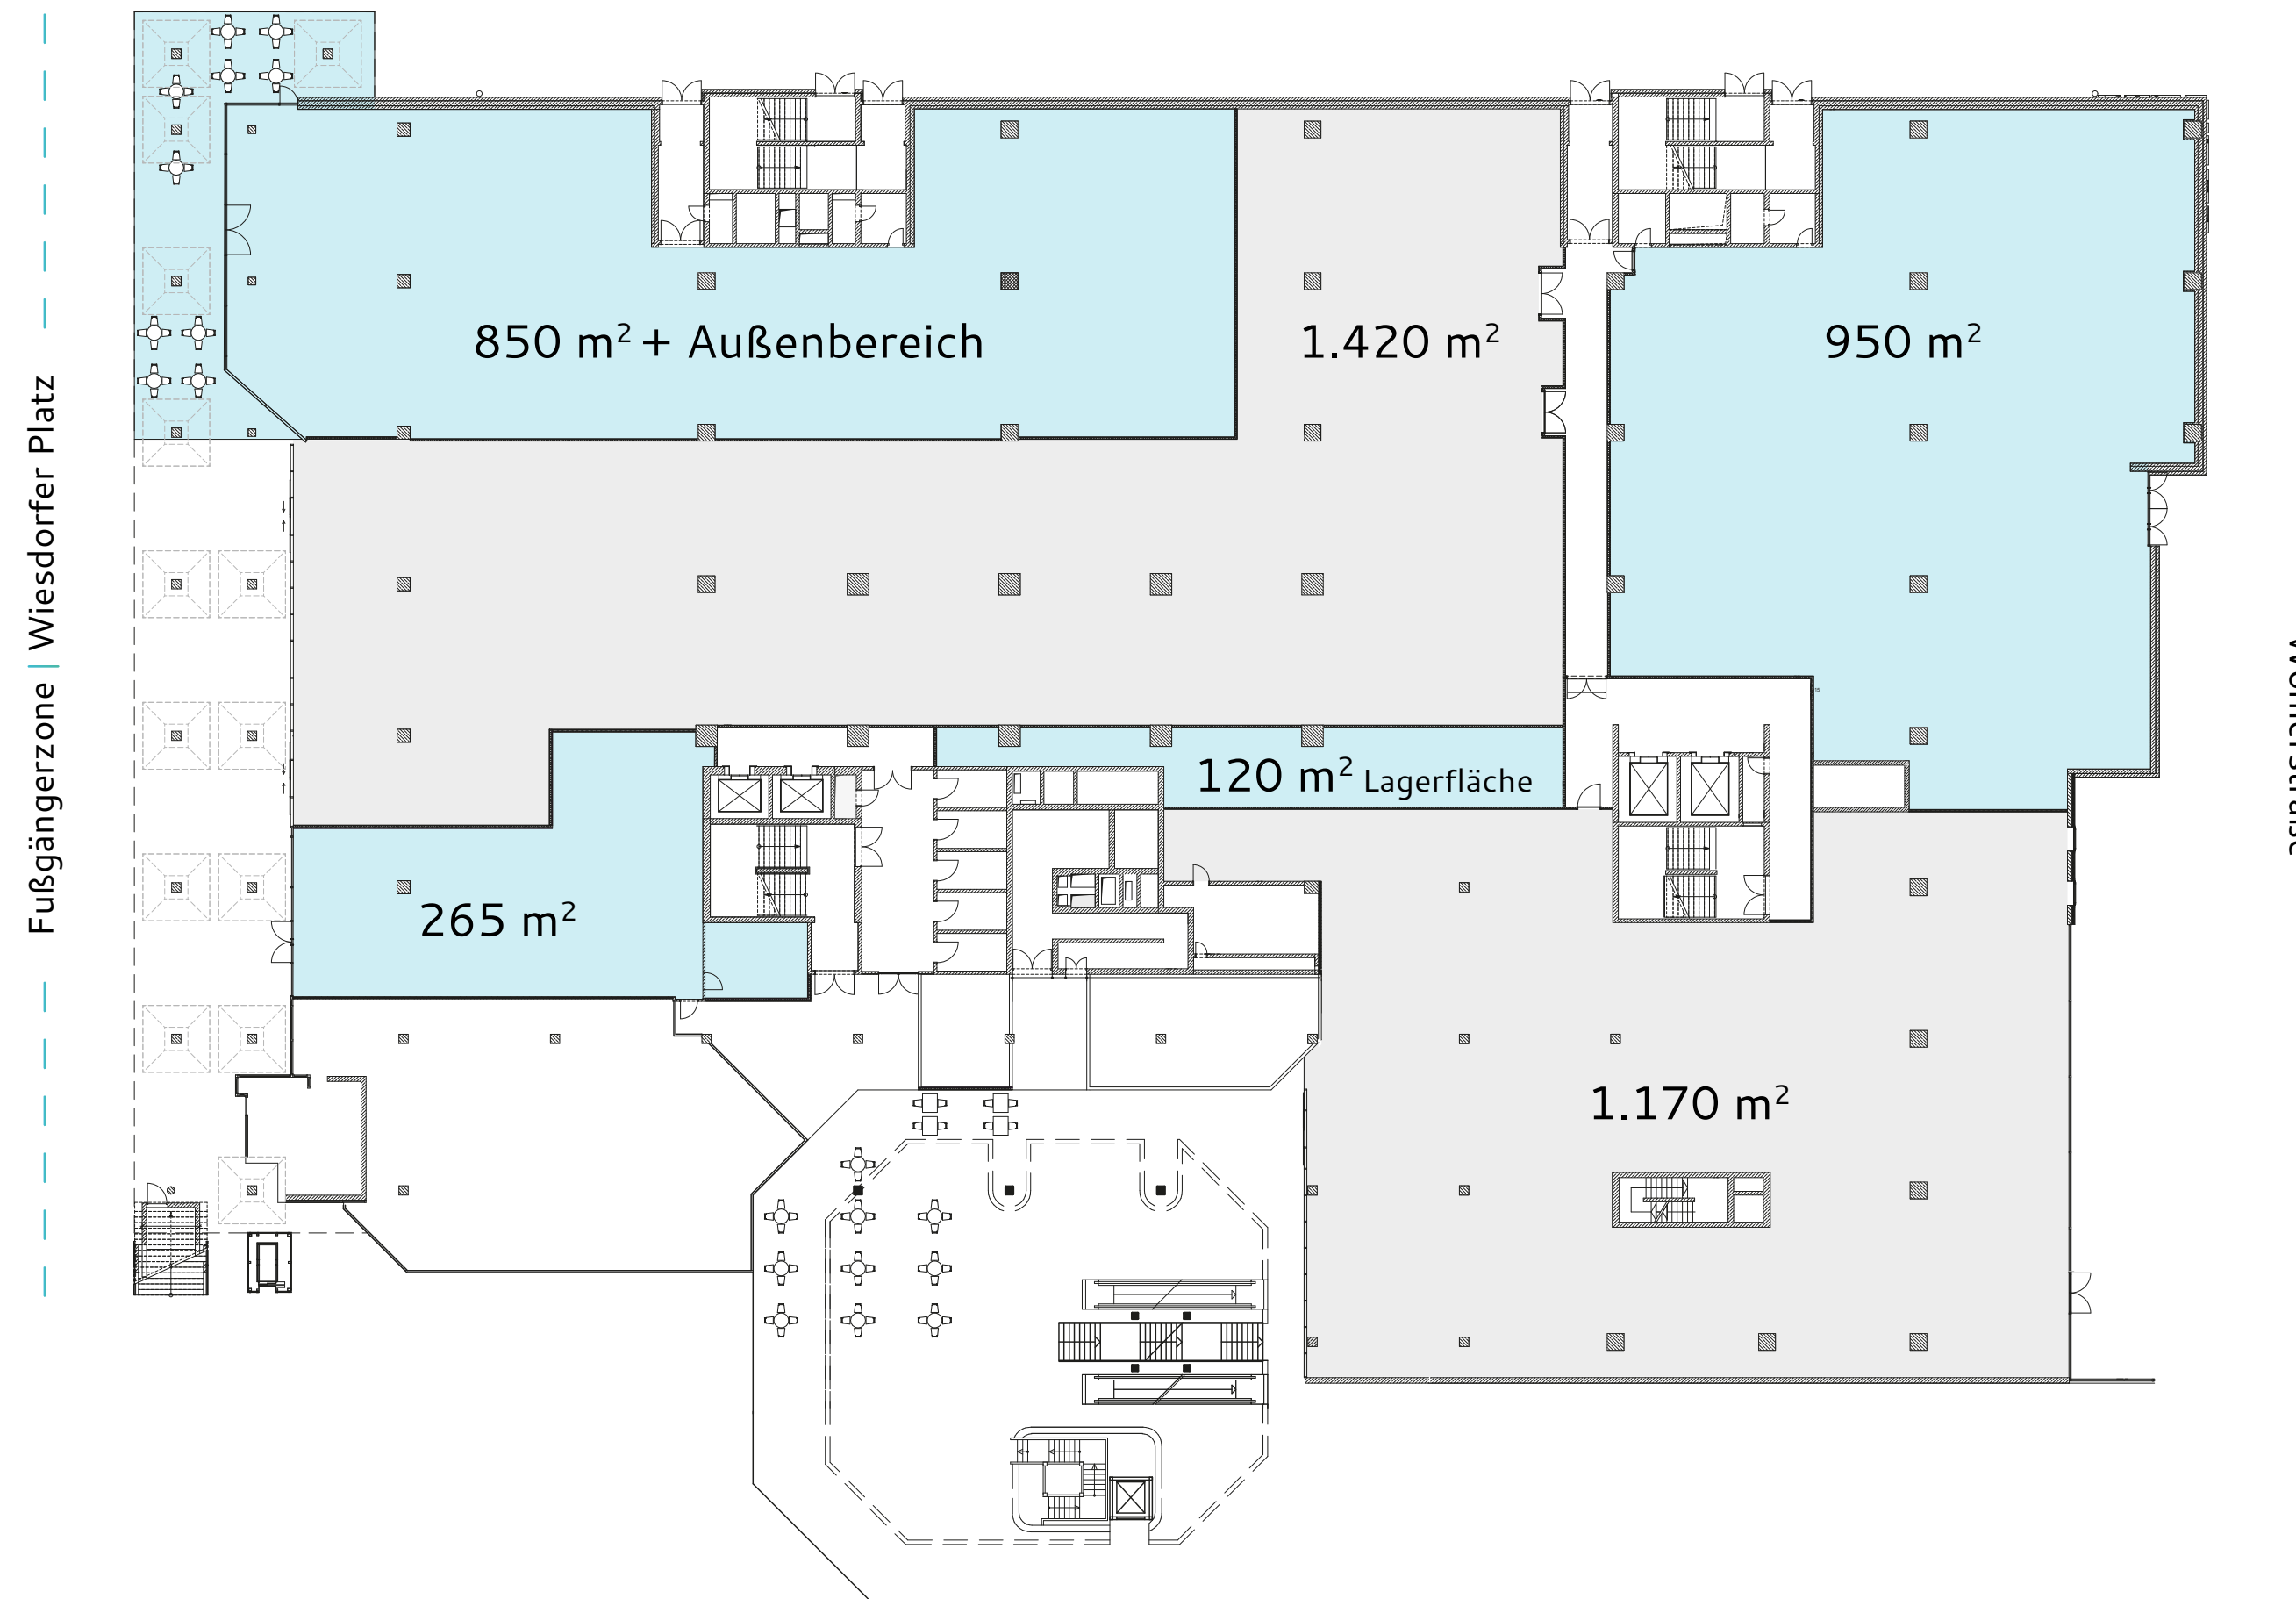 Fußgängerzone | Wiesdorfer Platz
850 m² + Außenbereich
1.420 m²
950 m²
120 m² Lagerfläche
265 m²
1.170 m²